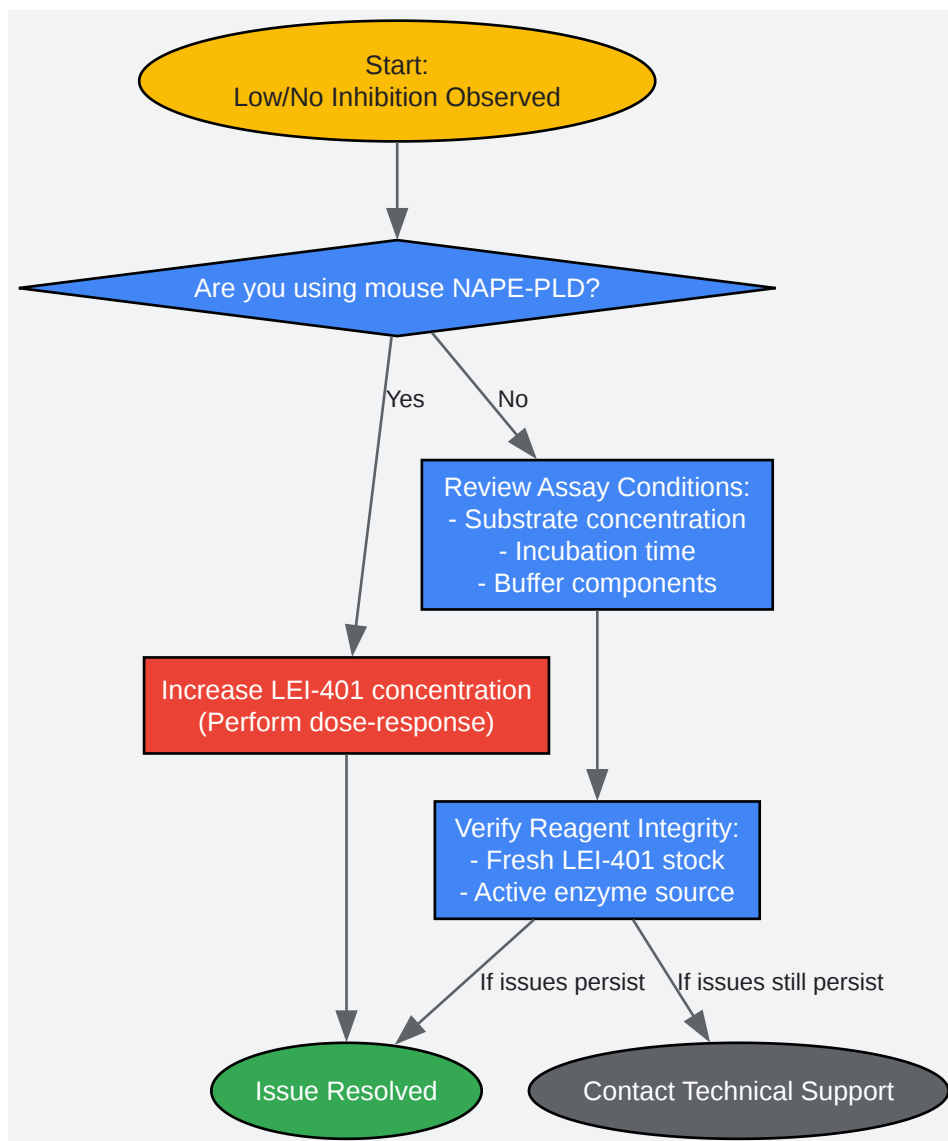 Start:
Low/No Inhibition Observed
Are you using mouse NAPE-PLD?
Yes
No
Review Assay Conditions:
- Substrate concentration
- Incubation time
- Buffer components
Increase LEI-401 concentration
(Perform dose-response)
Verify Reagent Integrity:
- Fresh LEI-401 stock
- Active enzyme source
If issues persist
If issues still persist
Issue Resolved
Contact Technical Support